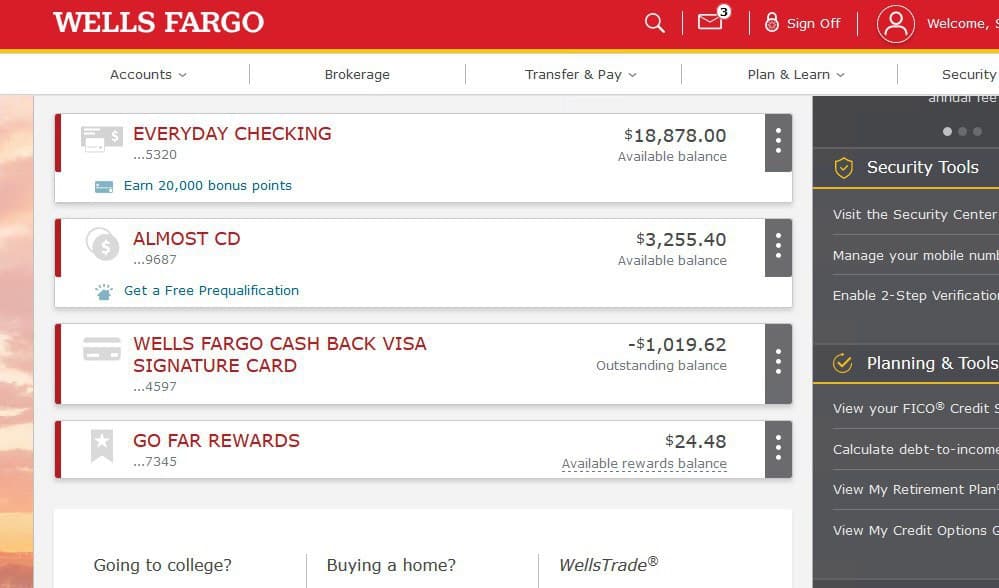 WELLS FARGO
3
Sign Off
Welcome, S
Accounts
Brokerage
Transfer & Pay
Plan & Learn
Security
EVERYDAY CHECKING
...5320
$18,878.00
Available balance
Earn 20,000 bonus points
ALMOST CD
...9687
$3,255.40
Available balance
Get a Free Prequalification
WELLS FARGO CASH BACK VISA
SIGNATURE CARD
...4597
-$1,019.62
Outstanding balance
GO FAR REWARDS
...7345
$24.48
Available rewards balance
Going to college?
Buying a home?
WellsTrade®
annual fee
Security Tools
Visit the Security Center
Manage your mobile numb
Enable 2-Step Verification
Planning & Tools
View your FICO® Credit S
Calculate debt-to-income
View My Retirement Plan®
View My Credit Options G